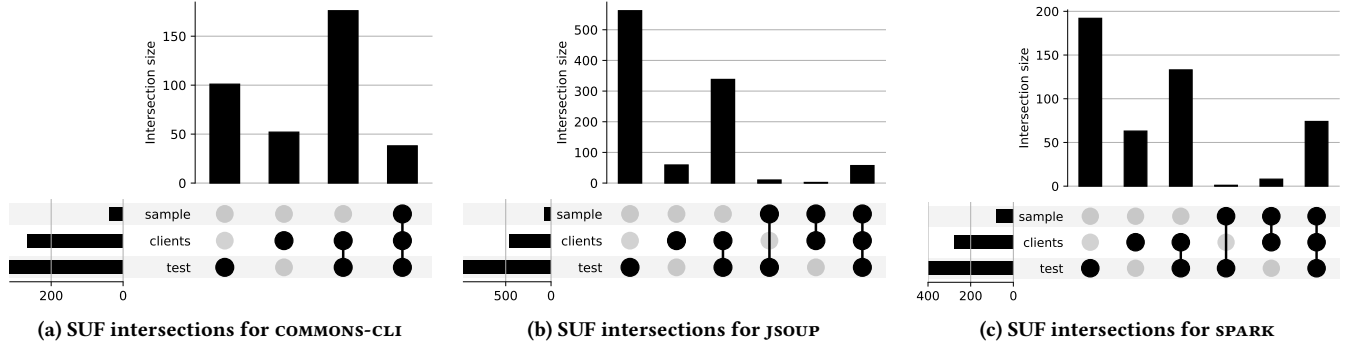 Intersection size
150
100
50
0
sample
clients
test
200 0
(a) SUF intersections for COMMONS-CLI
Intersection size
500
400
300
200
100
0
sample
clients
test
500 0
(b) SUF intersections for JSOUP
Intersection size
200
150
100
50
0
sample
clients
test
400 200 0
(c) SUF intersections for SPARK